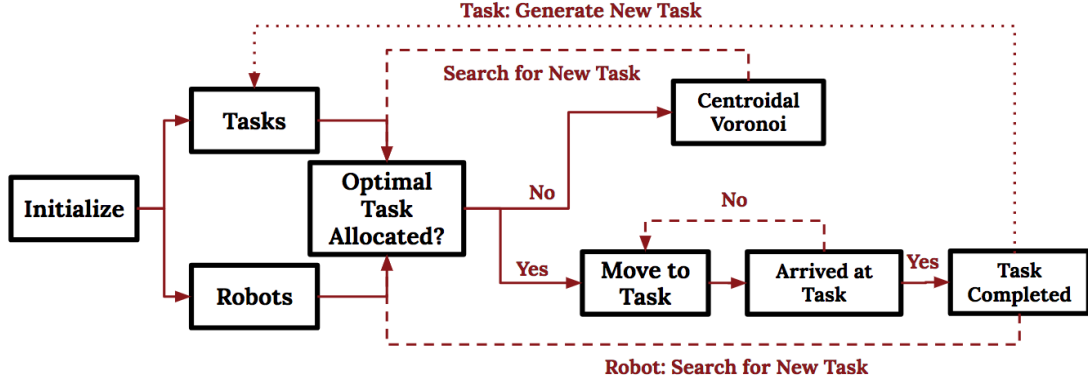 Task: Generate New Task
Search for New Task
Centroidal
Voronoi
Tasks
Optimal
Task
Allocated?
Initialize
No
No
Yes
Move to
Task
Arrived at
Task
Yes
Task
Completed
Robots
Robot: Search for New Task